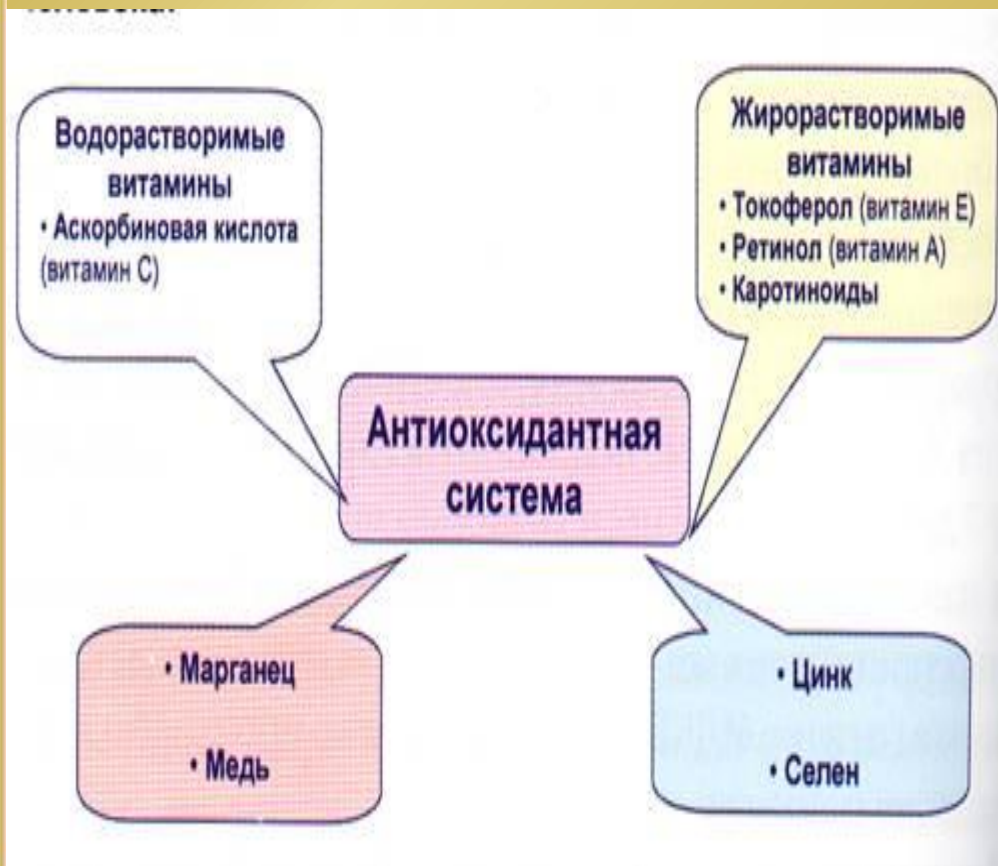 Водорастворимые
витамины
• Аскорбиновая кислота
(витамин С)
Жирорастворимые
витамины
• Токоферол (витамин Е)
• Ретинол (витамин А)
• Каротиноиды
Антиоксидантная
система
• Марганец
• Медь
• Цинк
• Селен